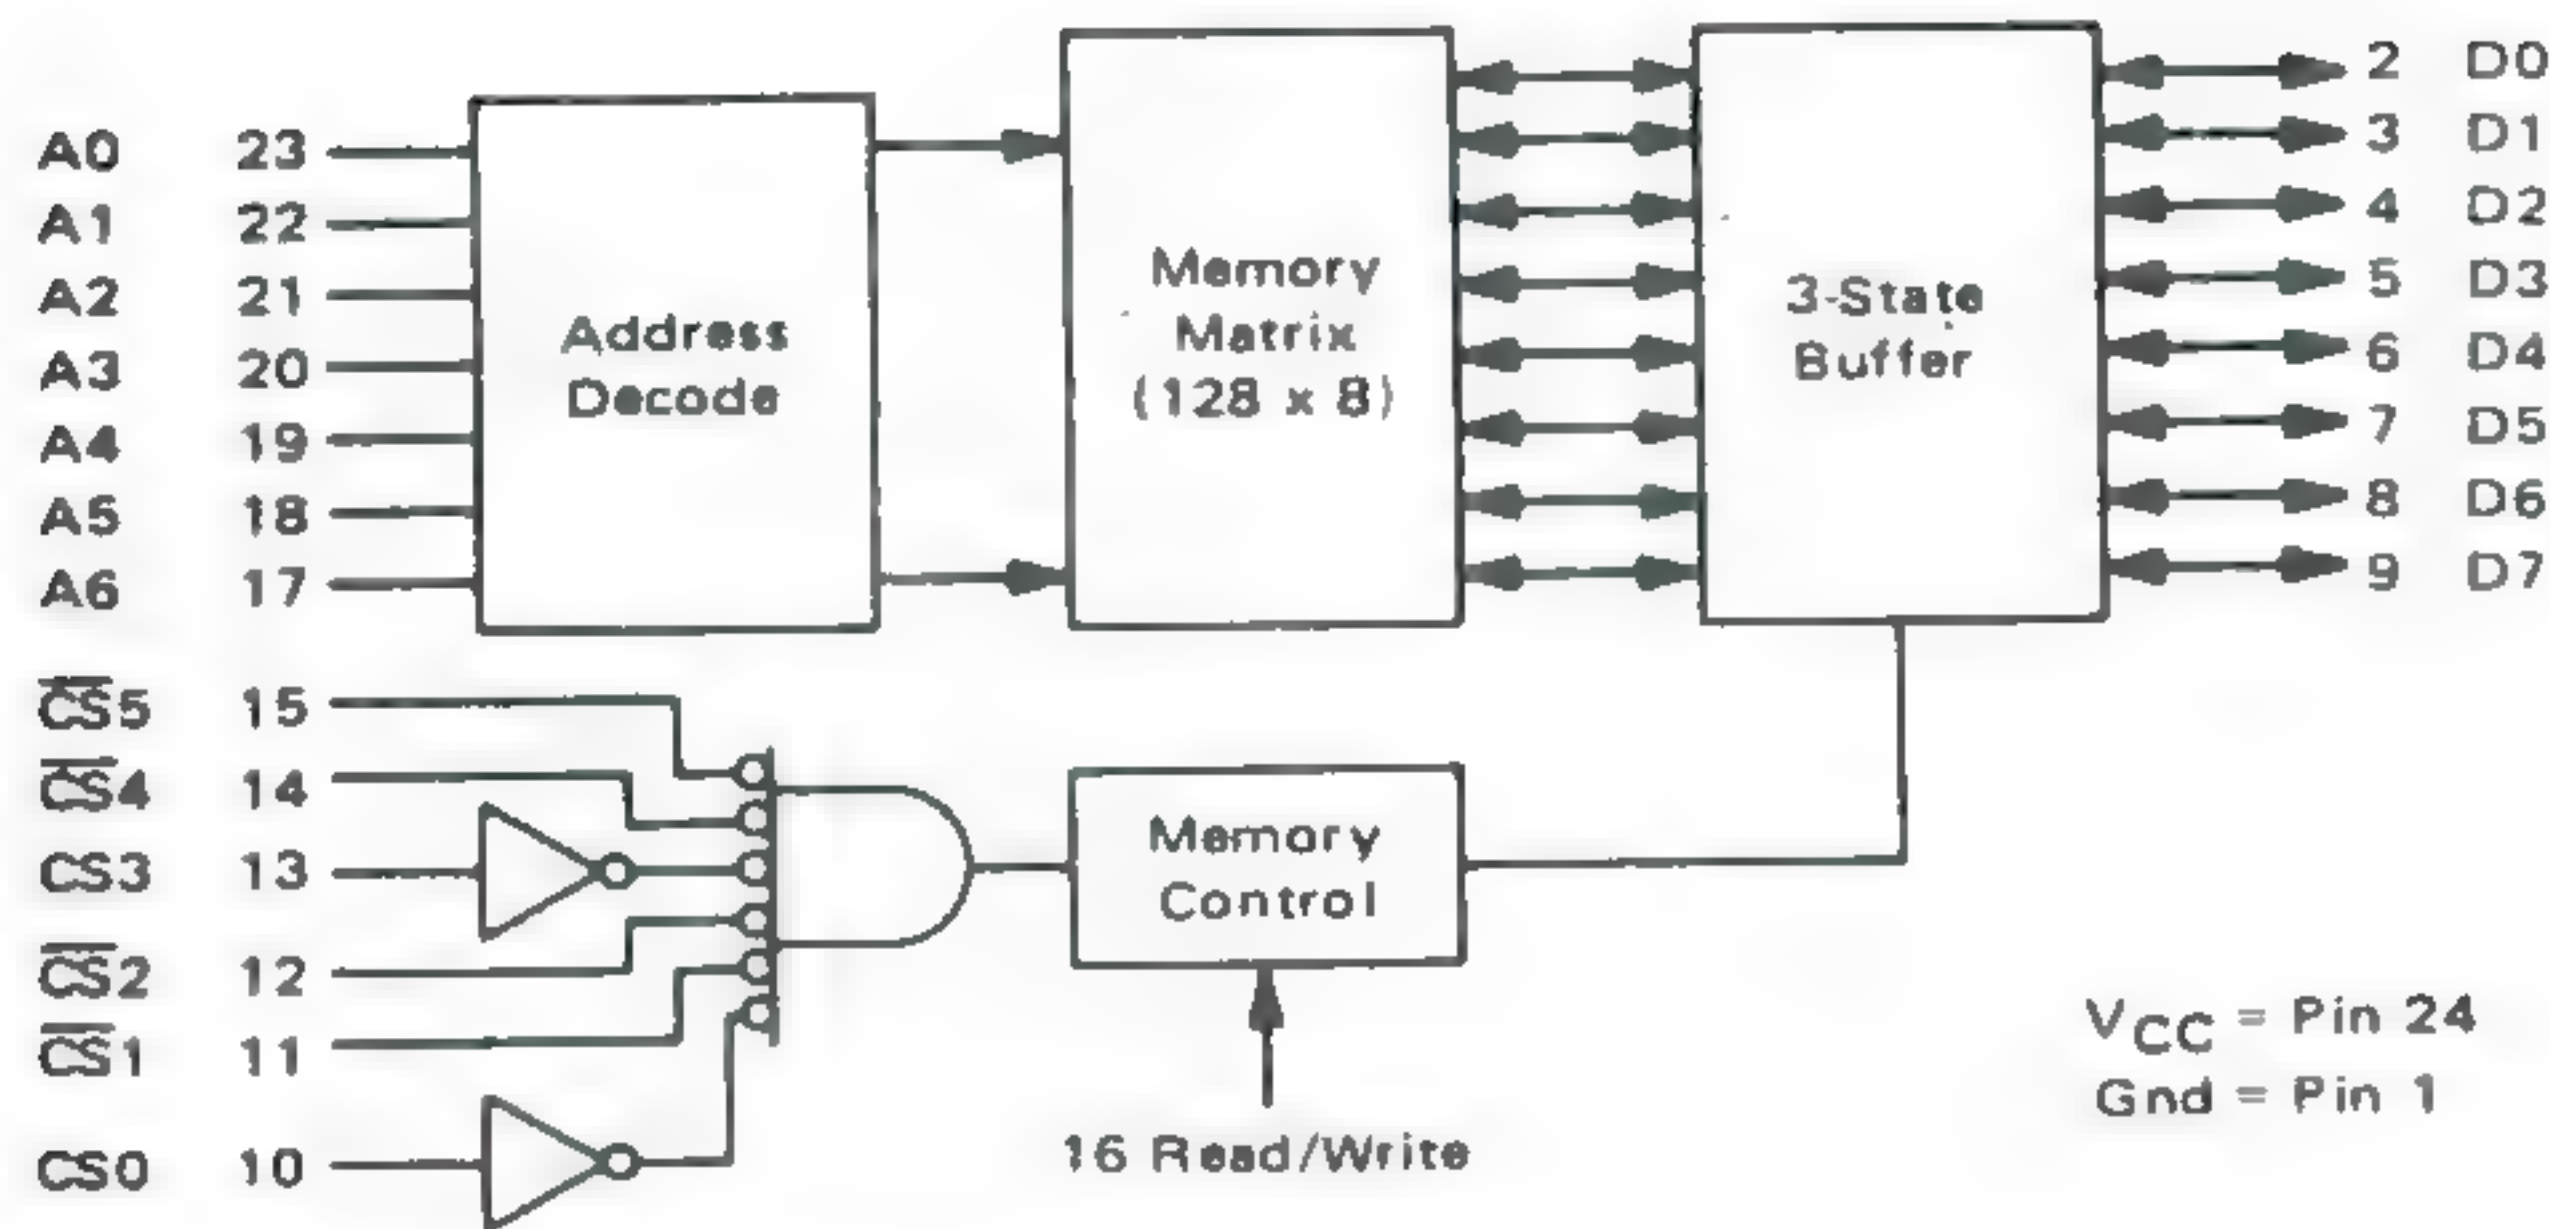 A0 23
A1 22
A2 21
A3 20
A4 19
A5 18
A6 17
Address
Decode
Memory
Matrix
(128 x 8)
3-State
Buffer
2 D0
3 D1
4 D2
5 D3
6 D4
7 D5
8 D6
9 D7
C̅S̅5 15
C̅S̅4 14
CS3 13
C̅S̅2 12
C̅S̅1 11
CS0 10
Memory
Control
16 Read/Write
VCC = Pin 24
Gnd = Pin 1